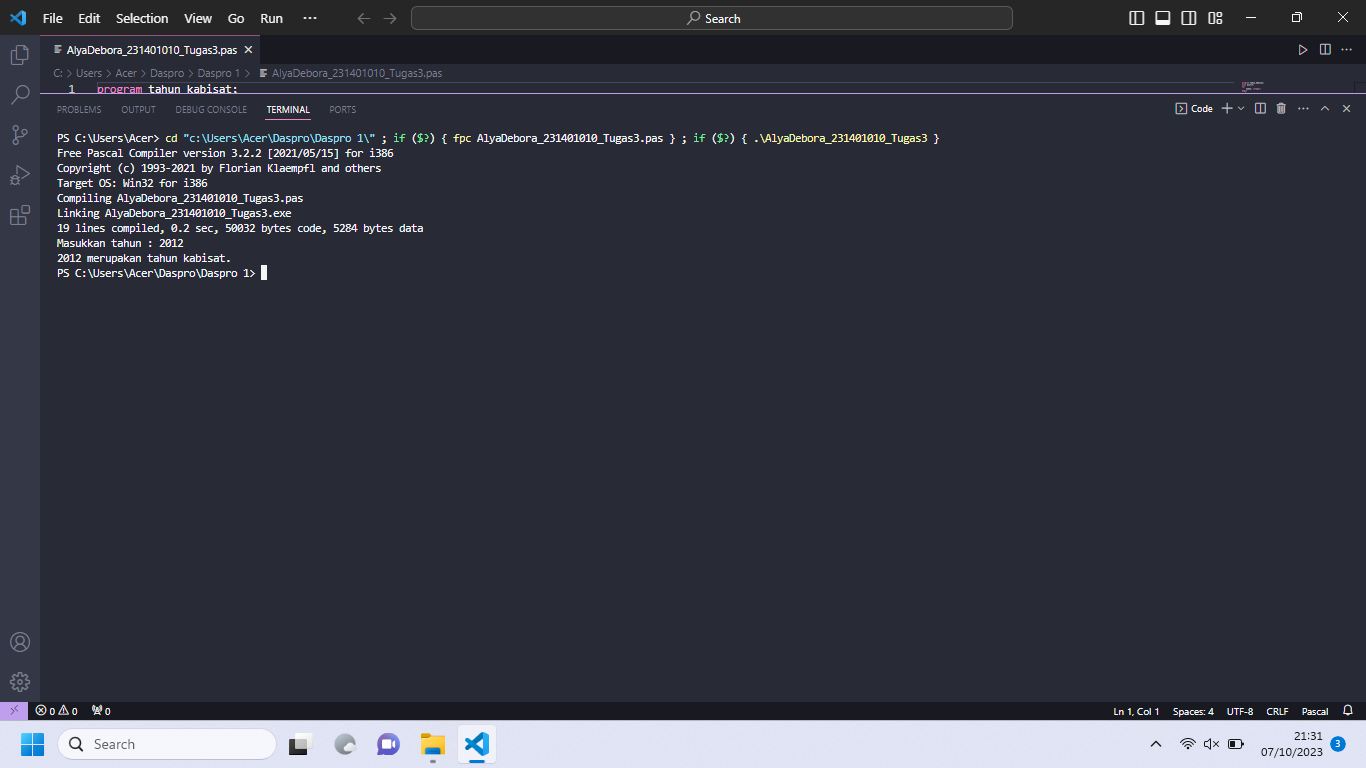 File Edit Selection View Go Run ··· Search
AlyaDebora_231401010_Tugas3.pas
C: > Users > Acer > Daspro > Daspro 1 > AlyaDebora_231401010_Tugas3.pas
1 program tahun_kabisat;
PROBLEMS OUTPUT DEBUG CONSOLE TERMINAL PORTS Code
PS C:\Users\Acer> cd "c:\Users\Acer\Daspro\Daspro 1\" ; if ($?) { fpc AlyaDebora_231401010_Tugas3.pas } ; if ($?) { .\AlyaDebora_231401010_Tugas3 }
Free Pascal Compiler version 3.2.2 [2021/05/15] for i386
Copyright (c) 1993-2021 by Florian Klaempfl and others
Target OS: Win32 for i386
Compiling AlyaDebora_231401010_Tugas3.pas
Linking AlyaDebora_231401010_Tugas3.exe
19 lines compiled, 0.2 sec, 50032 bytes code, 5284 bytes data
Masukkan tahun : 2012
2012 merupakan tahun kabisat.
PS C:\Users\Acer\Daspro\Daspro 1>
0 0 0 Ln 1, Col 1 Spaces: 4 UTF-8 CRLF Pascal
Search
21:31
07/10/2023 3